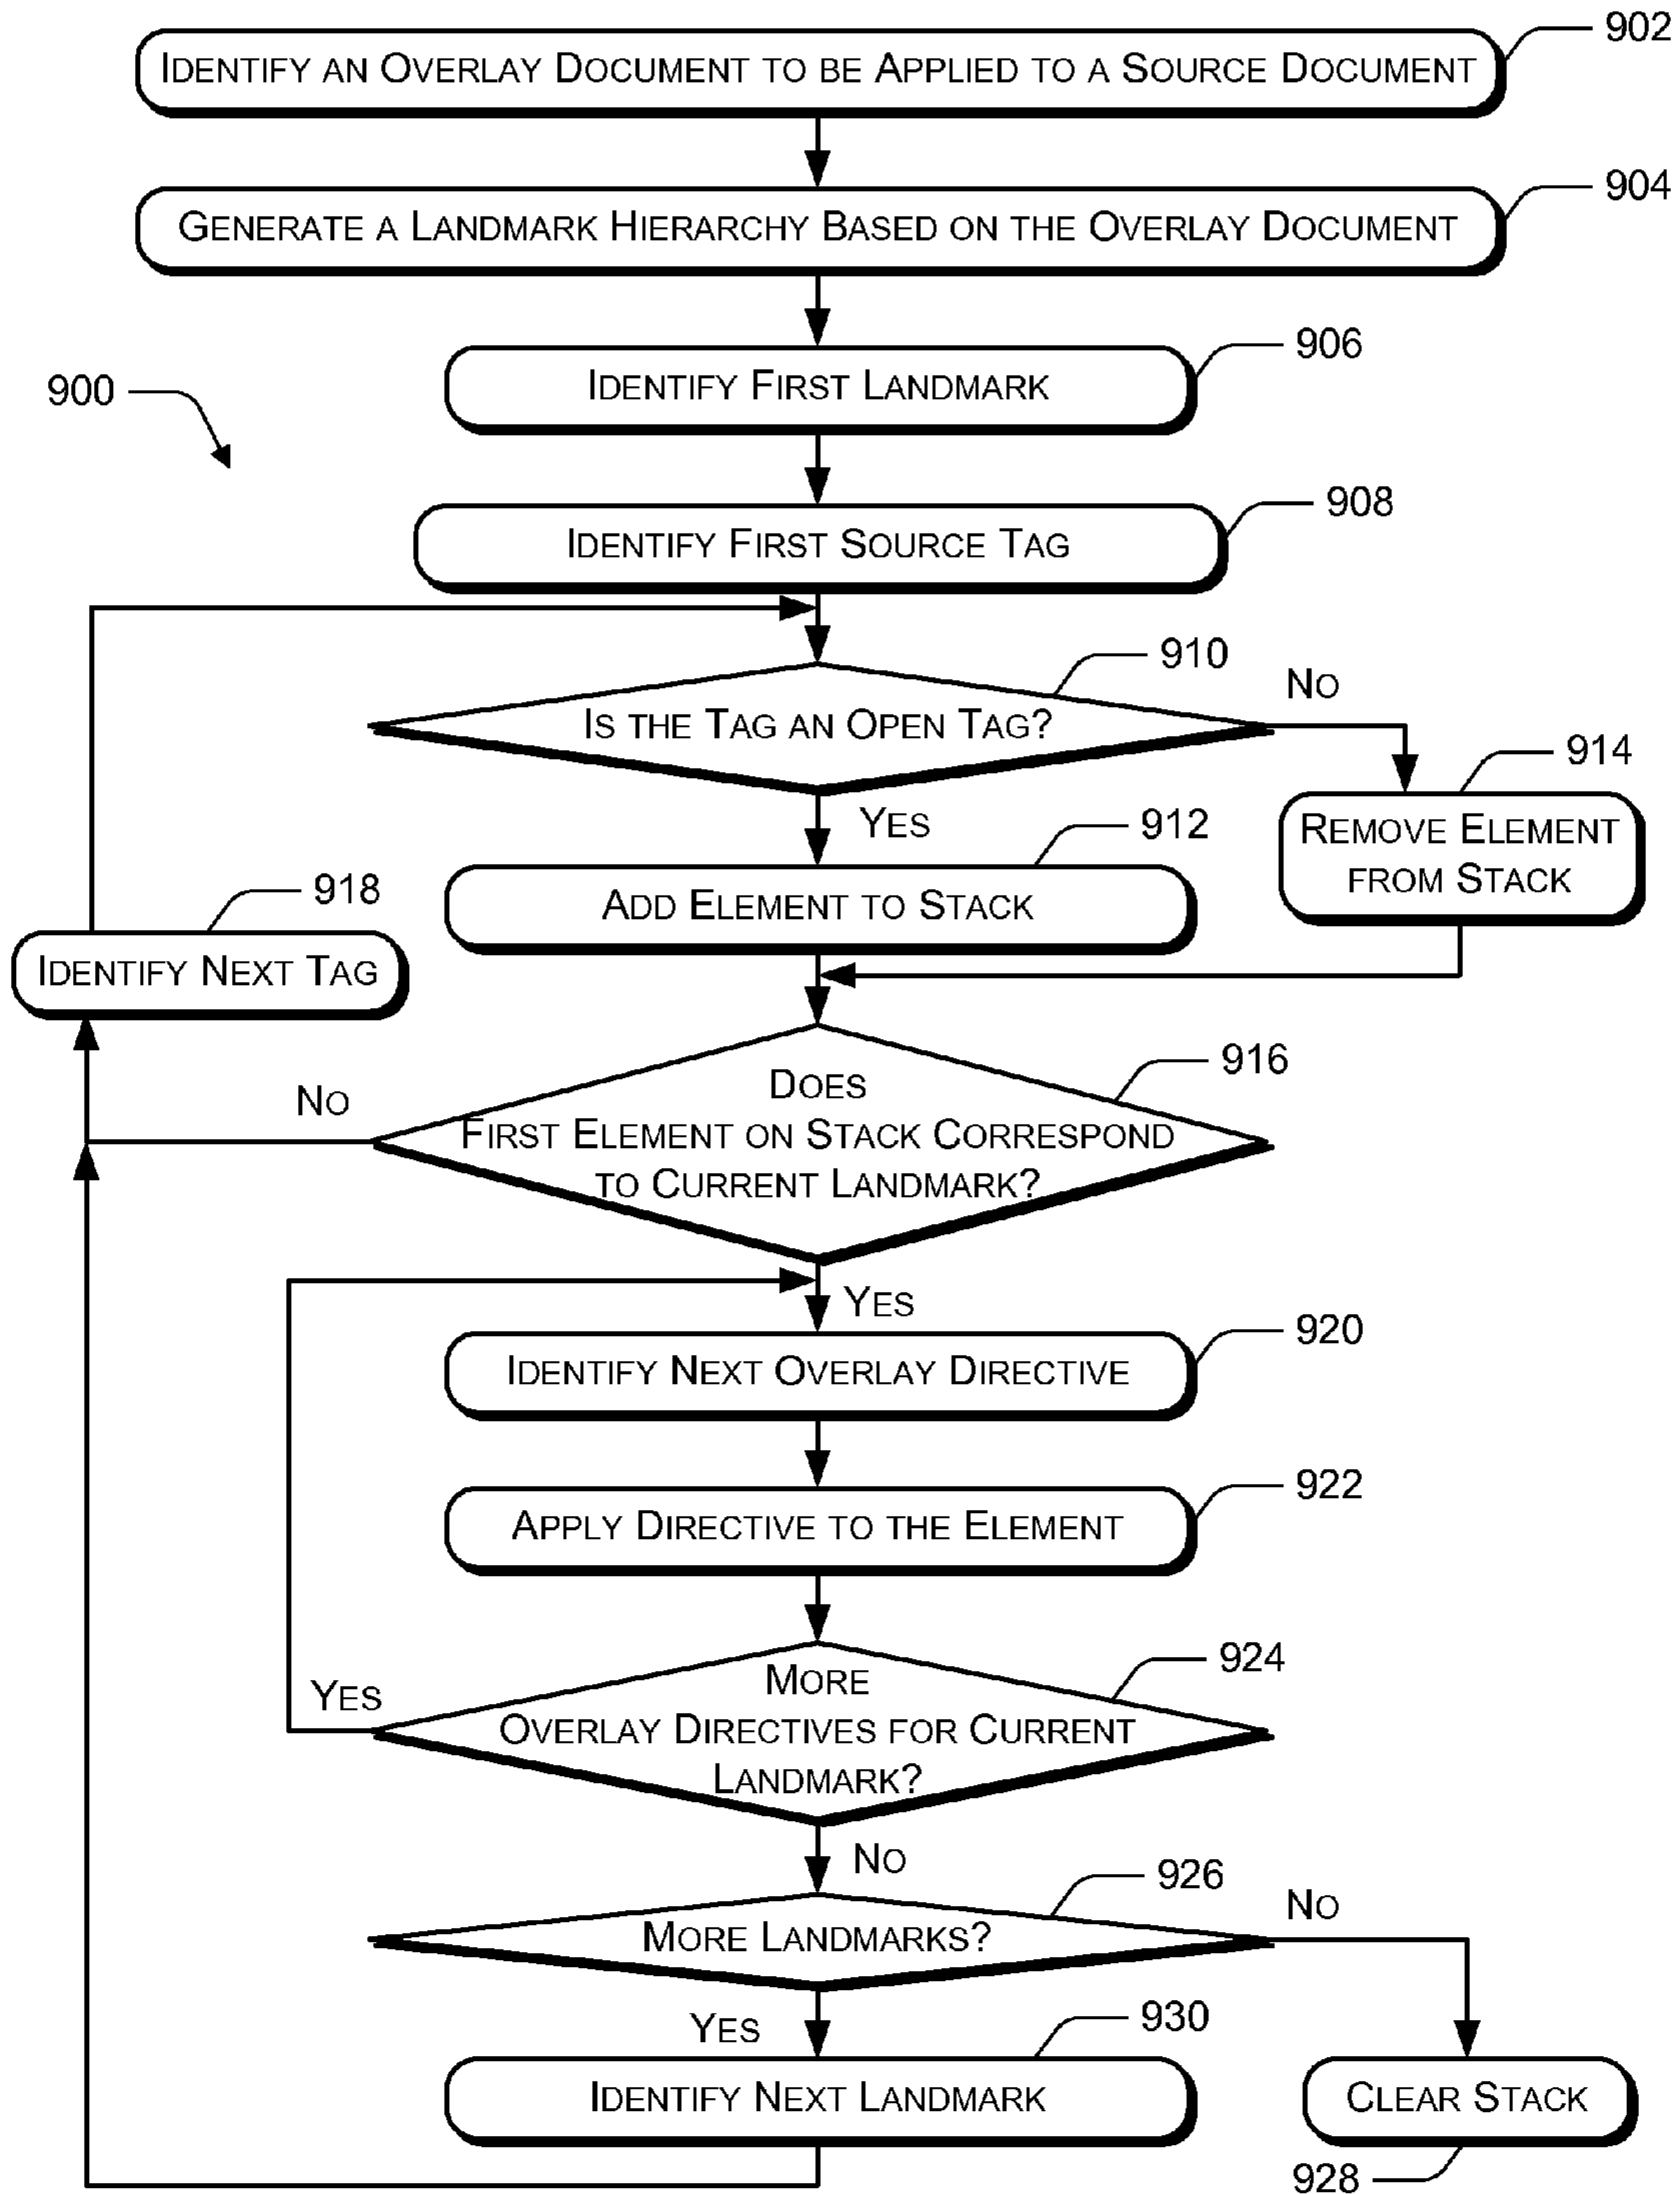 902
IDENTIFY AN OVERLAY DOCUMENT TO BE APPLIED TO A SOURCE DOCUMENT
904
GENERATE A LANDMARK HIERARCHY BASED ON THE OVERLAY DOCUMENT
906
IDENTIFY FIRST LANDMARK
900
908
IDENTIFY FIRST SOURCE TAG
910
NO
IS THE TAG AN OPEN TAG?
914
YES
912
REMOVE ELEMENT
FROM STACK
918
ADD ELEMENT TO STACK
IDENTIFY NEXT TAG
916
NO
DOES
FIRST ELEMENT ON STACK CORRESPOND
TO CURRENT LANDMARK?
YES
920
IDENTIFY NEXT OVERLAY DIRECTIVE
922
APPLY DIRECTIVE TO THE ELEMENT
924
YES
MORE
OVERLAY DIRECTIVES FOR CURRENT
LANDMARK?
NO
926
NO
MORE LANDMARKS?
YES
930
IDENTIFY NEXT LANDMARK
CLEAR STACK
928